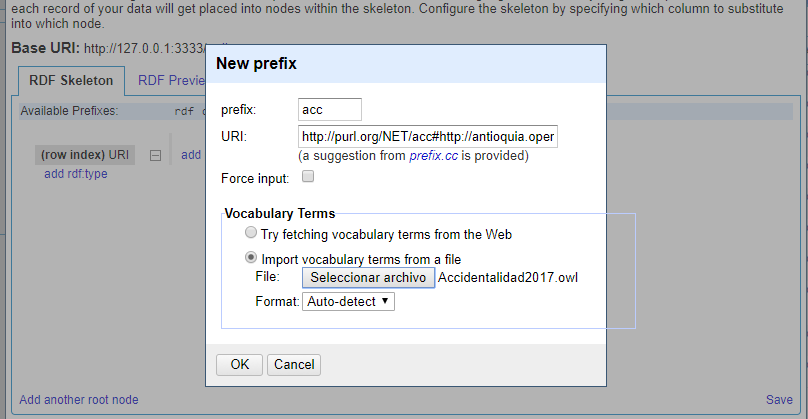 each record of your data will get placed into nodes within the skeleton. Configure the skeleton by specifying which column to substitute
into which node.
Base URI: http://127.0.0.1:3333/
RDF Skeleton RDF Previe
Available Prefixes: rdf
(row index) URI add
add rdf:type
New prefix
prefix: acc
URI: http://purl.org/NET/acc#http://antioquia.oper
(a suggestion from prefix.cc is provided)
Force input:
Vocabulary Terms
Try fetching vocabulary terms from the Web
Import vocabulary terms from a file
File: Seleccionar archivo Accidentalidad2017.owl
Format: Auto-detect
OK Cancel
Add another root node Save